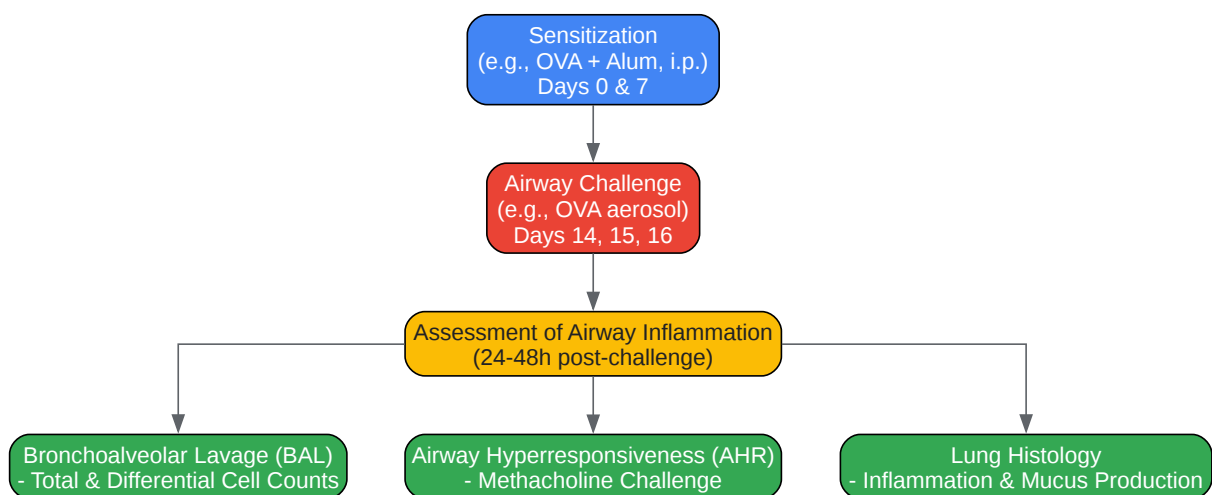 Sensitization
(e.g., OVA + Alum, i.p.)
Days 0 & 7
Airway Challenge
(e.g., OVA aerosol)
Days 14, 15, 16
Assessment of Airway Inflammation
(24-48h post-challenge)
Bronchoalveolar Lavage (BAL)
- Total & Differential Cell Counts
Airway Hyperresponsiveness (AHR)
- Methacholine Challenge
Lung Histology
- Inflammation & Mucus Production